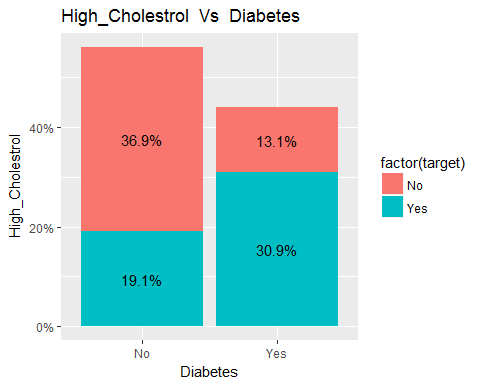 High_Cholestrol Vs Diabetes
High_Cholestrol
40%
20%
0%
36.9%
13.1%
30.9%
19.1%
No
Yes
Diabetes
factor(target)
No
Yes